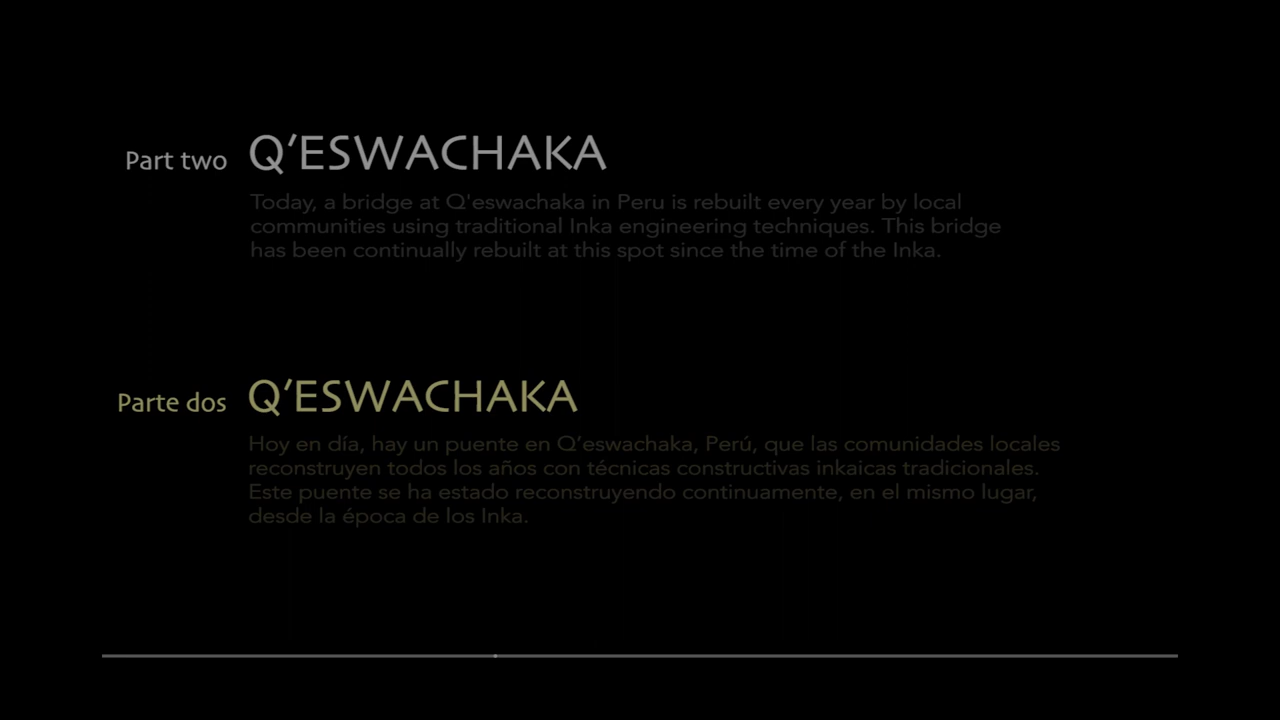 Part two Q’ESWACHAKA
Today, a bridge at Q'eswachaka in Peru is rebuilt every year by local
communities using traditional Inka engineering techniques. This bridge
has been continually rebuilt at this spot since the time of the Inka.
Parte dos Q’ESWACHAKA
Hoy en día, hay un puente en Q’eswachaka, Perú, que las comunidades locales
reconstruyen todos los años con técnicas constructivas inkaicas tradicionales.
Este puente se ha estado reconstruyendo continuamente, en el mismo lugar,
desde la época de los Inka.